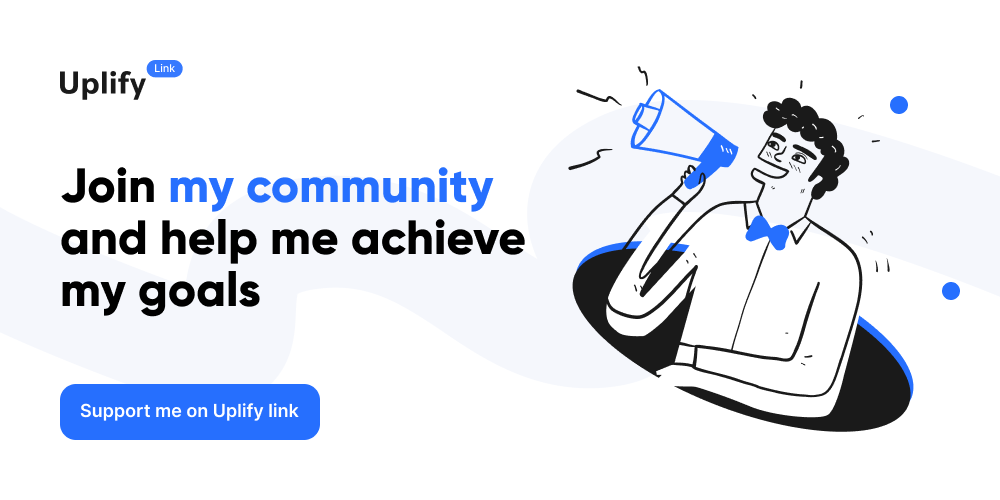 Uplify Link
Join my community
and help me achieve
my goals
Support me on Uplify link